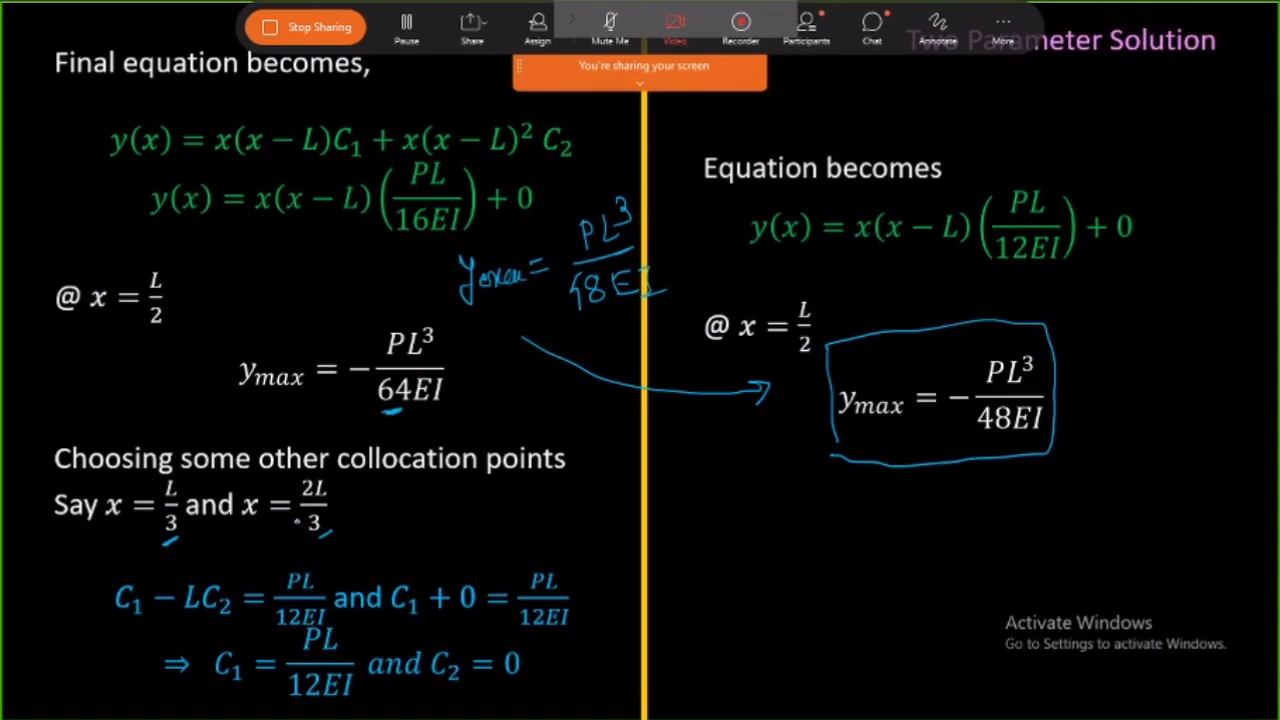 Stop Sharing
Pause
Share
Assign
Mute Me
Video
Recorder
Participants
Chat
Annotate
More
You're sharing your screen
Two Parameter Solution
Final equation becomes,
y(x) = x(x − L)C₁ + x(x − L)² C₂
y(x) = x(x − L) (PL/16EI) + 0
@ x = L/2
y_max = − PL³/64EI
= PL³/48EI
Choosing some other collocation points
Say x = L/3 and x = 2L/3
C₁ − LC₂ = PL/12EI and C₁ + 0 = PL/12EI
⇒ C₁ = PL/12EI and C₂ = 0
Equation becomes
y(x) = x(x − L) (PL/12EI) + 0
@ x = L/2
y_max = − PL³/48EI
Activate Windows
Go to Settings to activate Windows.